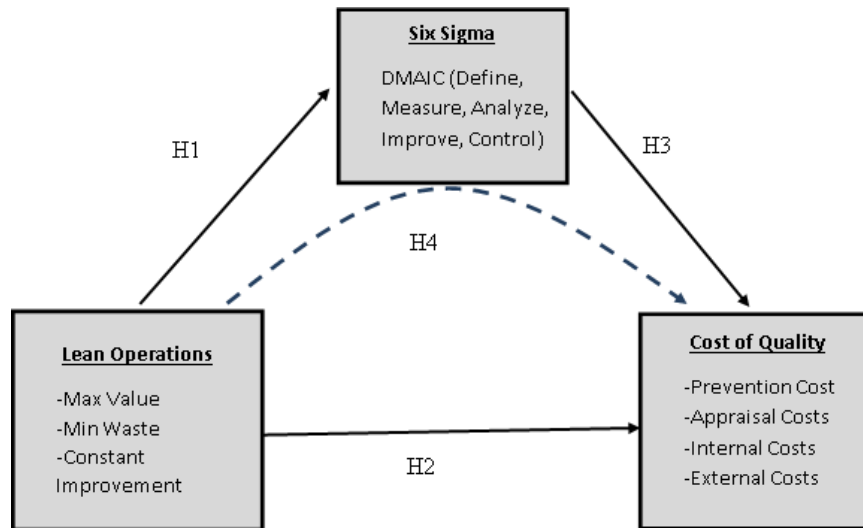 Six Sigma
DMAIC (Define,
Measure, Analyze,
Improve, Control)
H1
H3
H4
Lean Operations
-Max Value
-Min Waste
-Constant
Improvement
H2
Cost of Quality
-Prevention Cost
-Appraisal Costs
-Internal Costs
-External Costs